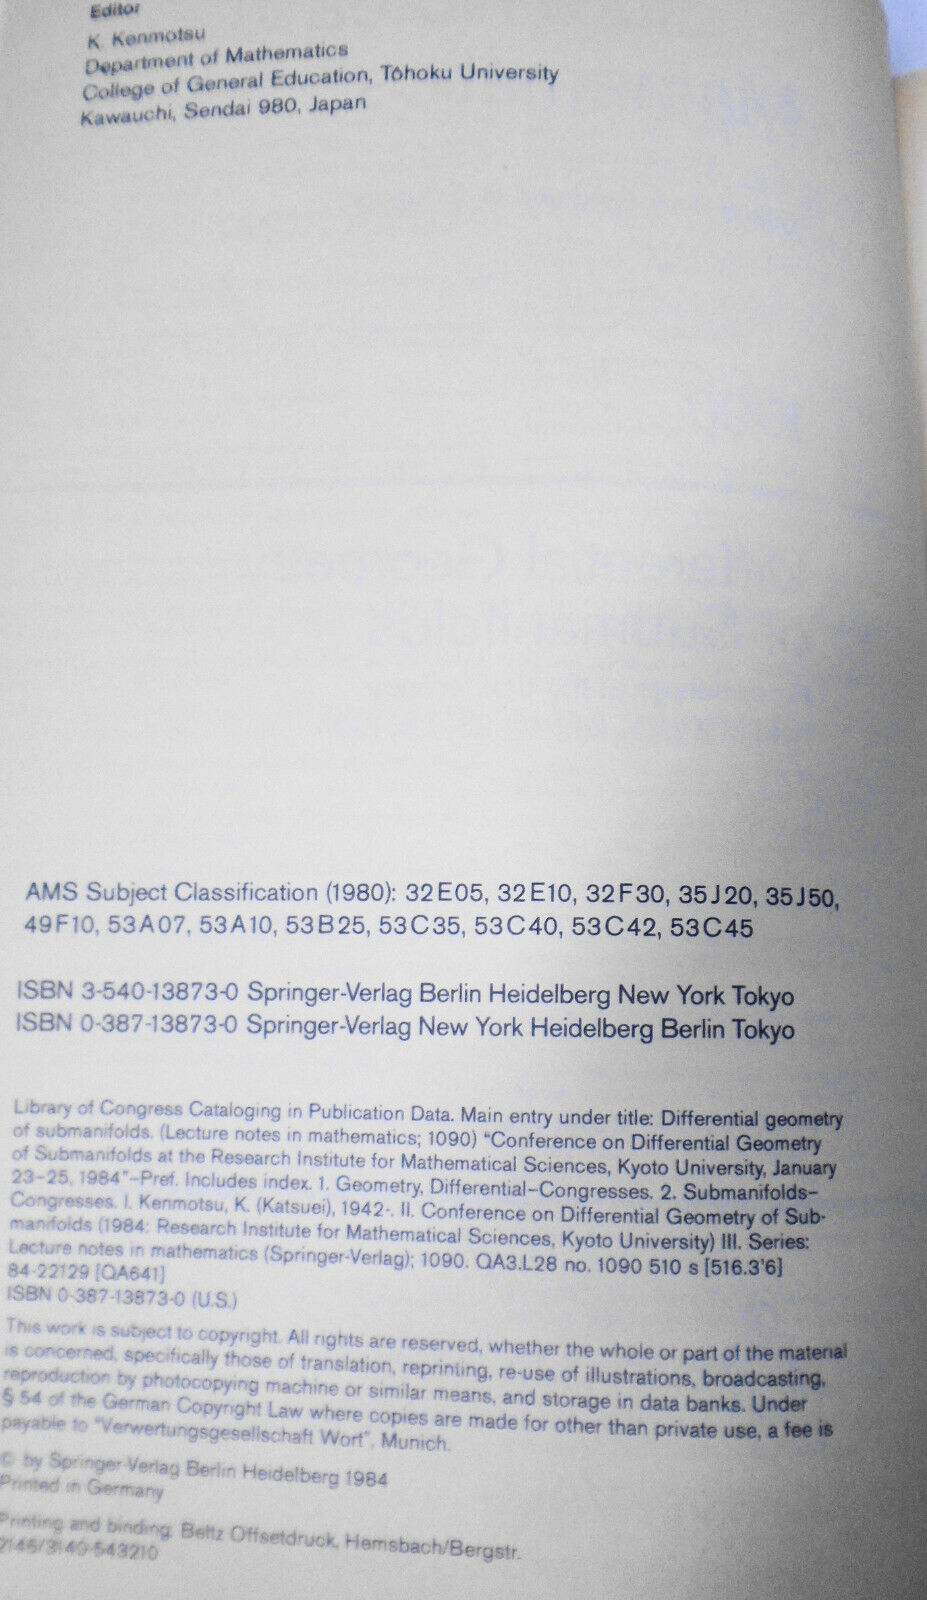 Editor
K. Kenmotsu
Department of Mathematics
College of General Education, Tôhoku University
Kawauchi, Sendai 980, Japan
AMS Subject Classification (1980): 32E05, 32E10, 32F30, 35J20, 35J50,
49F10, 53A07, 53A10, 53B25, 53C35, 53C40, 53C42, 53C45
ISBN 3-540-13873-0 Springer-Verlag Berlin Heidelberg New York Tokyo
ISBN 0-387-13873-0 Springer-Verlag New York Heidelberg Berlin Tokyo
Library of Congress Cataloging in Publication Data. Main entry under title: Differential geometry
of submanifolds. (Lecture notes in mathematics; 1090) "Conference on Differential Geometry
of Submanifolds at the Research Institute for Mathematical Sciences, Kyoto University, January
23–25, 1984"–Pref. Includes index. 1. Geometry, Differential–Congresses. 2. Submanifolds–
Congresses. I. Kenmotsu, K. (Katsuei), 1942-. II. Conference on Differential Geometry of Sub-
manifolds (1984: Research Institute for Mathematical Sciences, Kyoto University) III. Series:
Lecture notes in mathematics (Springer-Verlag); 1090. QA3.L28 no. 1090 510 s [516.3'6]
84-22129 [QA641]
ISBN 0-387-13873-0 (U.S.)
This work is subject to copyright. All rights are reserved, whether the whole or part of the material
is concerned, specifically those of translation, reprinting, re-use of illustrations, broadcasting,
reproduction by photocopying machine or similar means, and storage in data banks. Under
§ 54 of the German Copyright Law where copies are made for other than private use, a fee is
payable to "Verwertungsgesellschaft Wort", Munich.
© by Springer-Verlag Berlin Heidelberg 1984
Printed in Germany
Printing and binding: Beltz Offsetdruck, Hemsbach/Bergstr.
2146/3140-543210